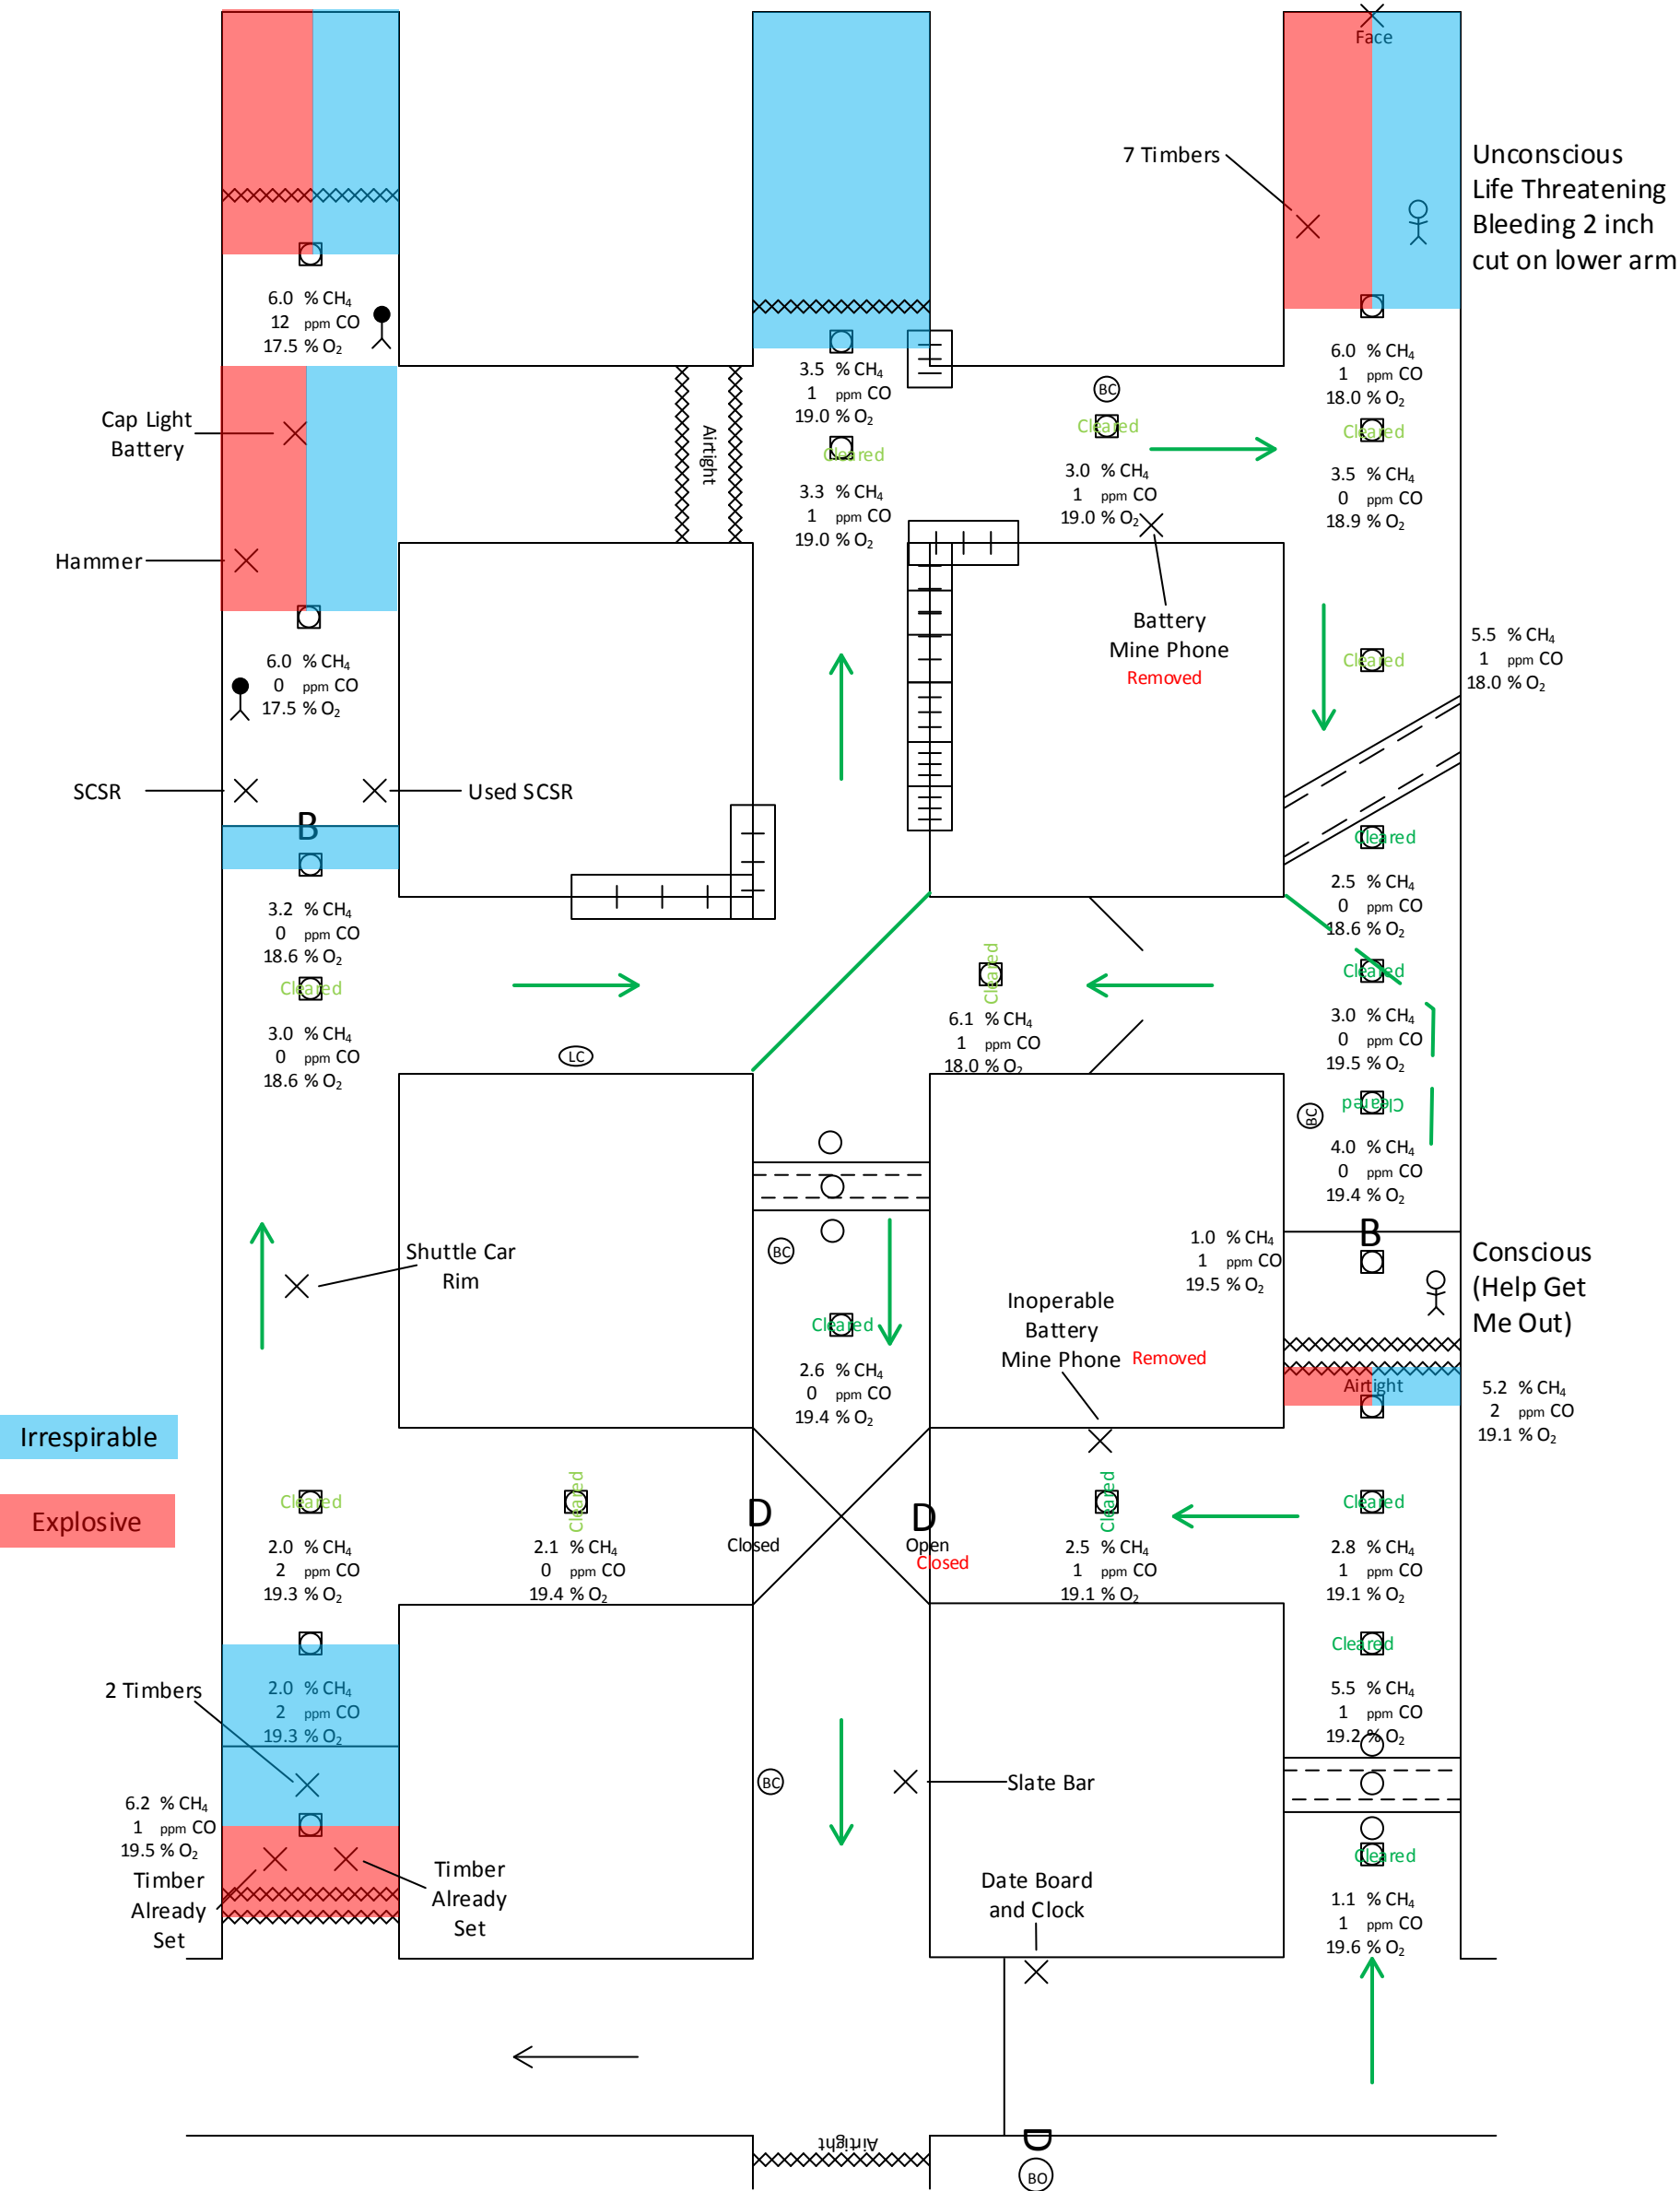 Face
7 Timbers
Unconscious
Life Threatening
Bleeding 2 inch
cut on lower arm
6.0 % CH₄
12 ppm CO
17.5 % O₂
Cap Light
Battery
Airtight
3.5 % CH₄
1 ppm CO
19.0 % O₂
Cleared
3.3 % CH₄
1 ppm CO
19.0 % O₂
BC
Cleared
3.0 % CH₄
1 ppm CO
19.0 % O₂
6.0 % CH₄
1 ppm CO
18.0 % O₂
Cleared
3.5 % CH₄
0 ppm CO
18.9 % O₂
Hammer
Battery
Mine Phone
Removed
6.0 % CH₄
0 ppm CO
17.5 % O₂
Cleared
5.5 % CH₄
1 ppm CO
18.0 % O₂
SCSR
Used SCSR
B
3.2 % CH₄
0 ppm CO
18.6 % O₂
Cleared
3.0 % CH₄
0 ppm CO
18.6 % O₂
LC
Cleared
6.1 % CH₄
1 ppm CO
18.0 % O₂
Cleared
2.5 % CH₄
0 ppm CO
18.6 % O₂
Cleared
3.0 % CH₄
0 ppm CO
19.5 % O₂
BC
Cleared
4.0 % CH₄
0 ppm CO
19.4 % O₂
B
1.0 % CH₄
1 ppm CO
19.5 % O₂
Conscious
(Help Get
Me Out)
Shuttle Car
Rim
BC
Cleared
2.6 % CH₄
0 ppm CO
19.4 % O₂
Inoperable
Battery
Mine Phone Removed
Airtight
5.2 % CH₄
2 ppm CO
19.1 % O₂
Irrespirable
Explosive
Cleared
2.0 % CH₄
2 ppm CO
19.3 % O₂
Cleared
2.1 % CH₄
0 ppm CO
19.4 % O₂
D
Closed
D
Open
Closed
Cleared
2.5 % CH₄
1 ppm CO
19.1 % O₂
Cleared
2.8 % CH₄
1 ppm CO
19.1 % O₂
Cleared
5.5 % CH₄
1 ppm CO
19.2 % O₂
2 Timbers
2.0 % CH₄
2 ppm CO
19.3 % O₂
6.2 % CH₄
1 ppm CO
19.5 % O₂
Timber
Already
Set
Timber
Already
Set
BC
Slate Bar
Date Board
and Clock
Cleared
1.1 % CH₄
1 ppm CO
19.6 % O₂
Airtight
D
BO